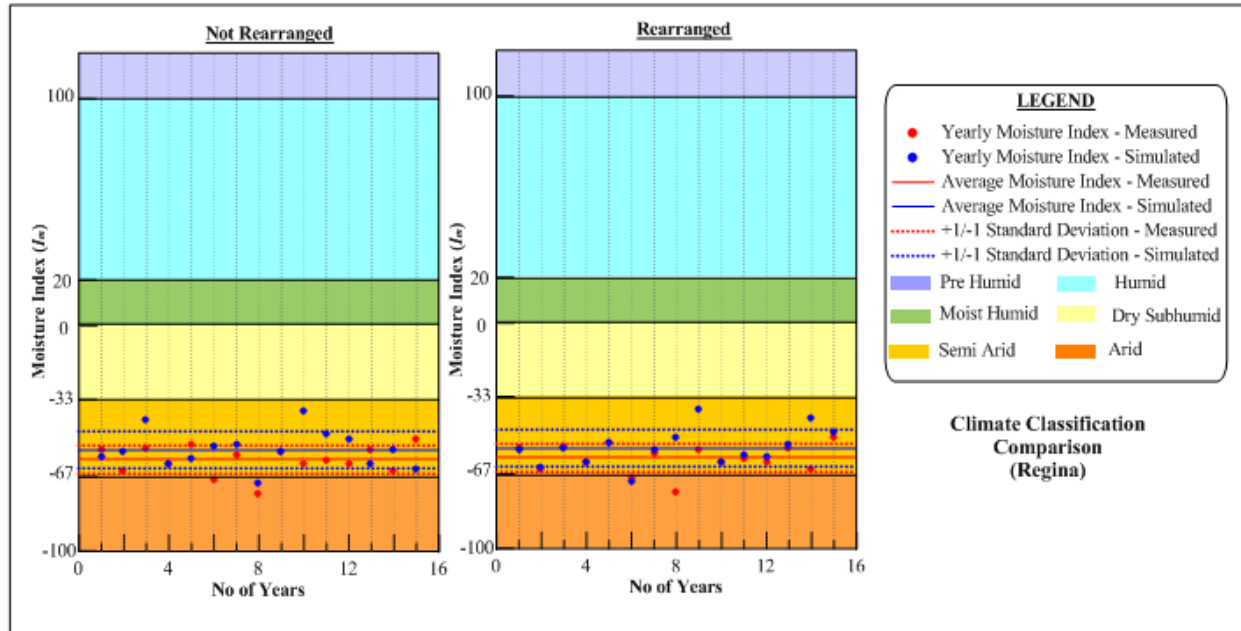 Not Rearranged
100
20
0
-33
-67
-100
Moisture Index (Im)
0 4 8 12 16
No of Years
Rearranged
100
20
0
-33
-67
-100
Moisture Index (Im)
0 4 8 12 16
No of Years
LEGEND
Yearly Moisture Index - Measured
Yearly Moisture Index - Simulated
Average Moisture Index - Measured
Average Moisture Index - Simulated
+1/-1 Standard Deviation - Measured
+1/-1 Standard Deviation - Simulated
Pre Humid Humid
Moist Humid Dry Subhumid
Semi Arid Arid
Climate Classification
Comparison
(Regina)